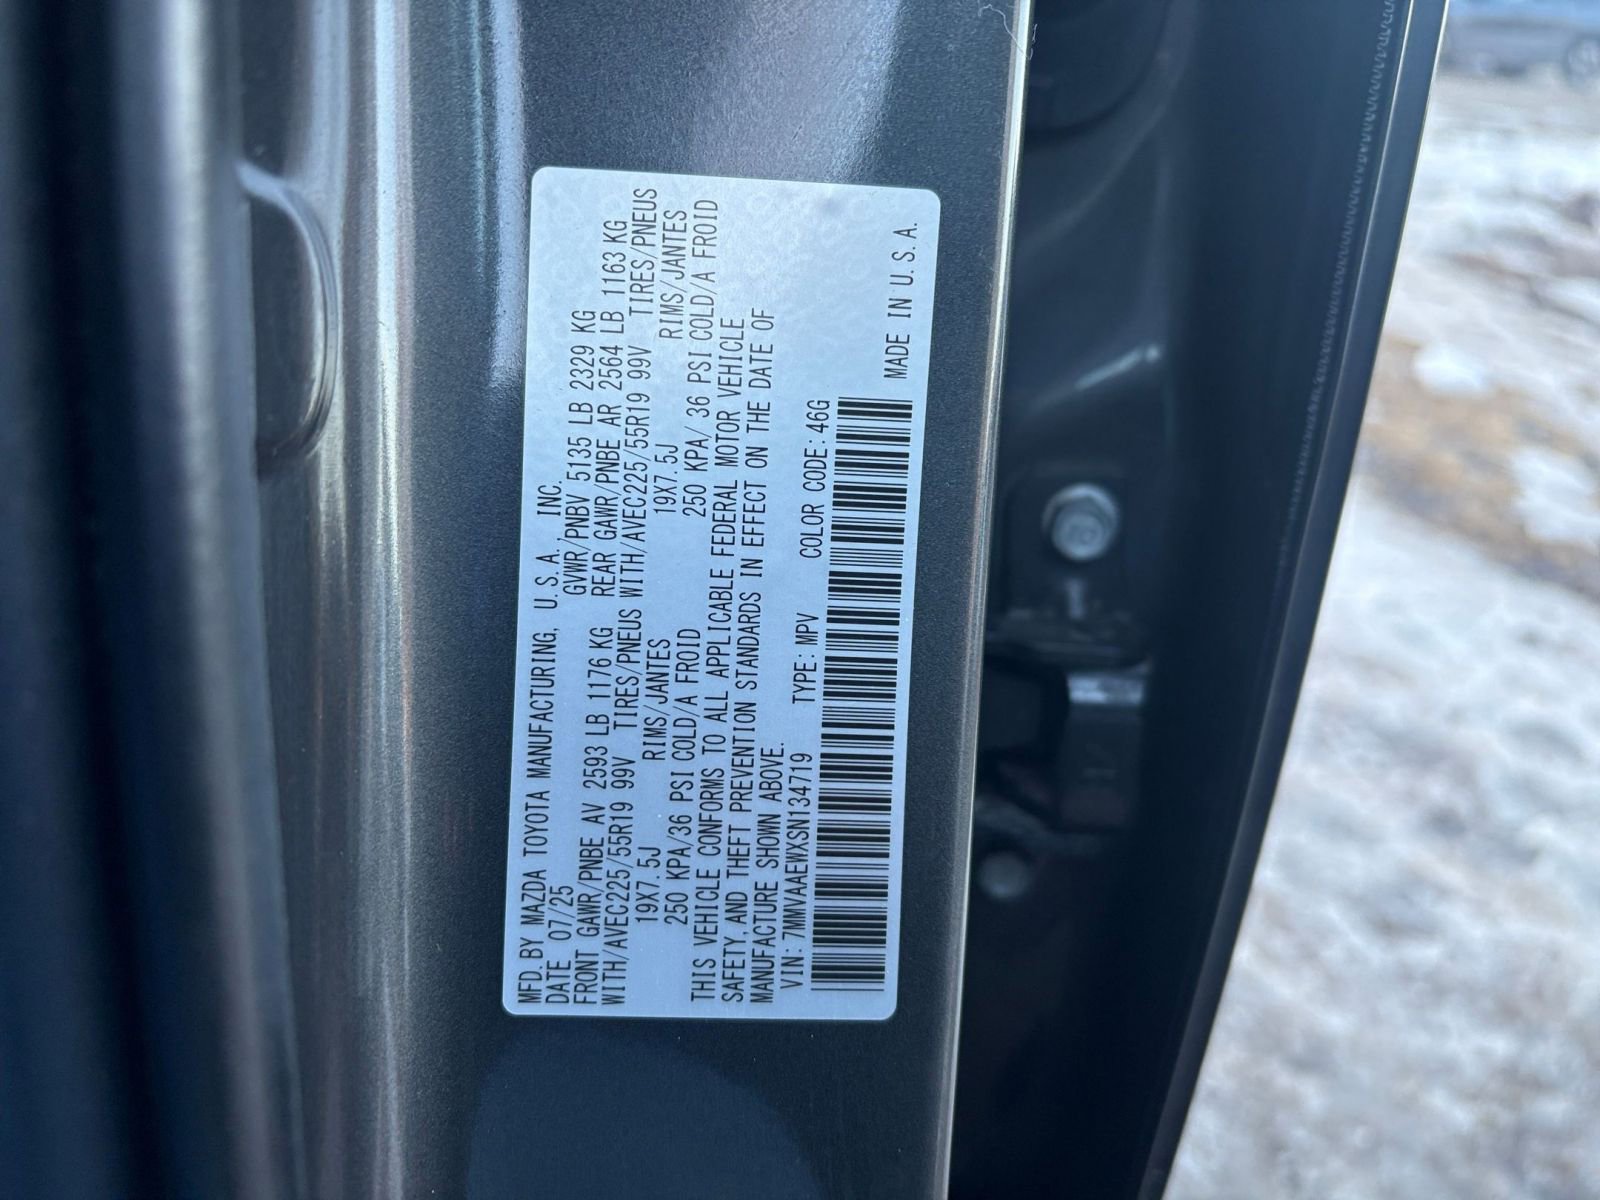 MFD. BY MAZDA TOYOTA MANUFACTURING, U. S. A., INC.
DATE 07/25 GVWR/PNBV 5135 LB 2329 KG
FRONT GAWR/PNBE AV 2593 LB 1176 KG REAR GAWR/PNBE AR 2564 LB 1163 KG
WITH/AVEC225/55R19 99V TIRES/PNEUS WITH/AVEC225/55R19 99V TIRES/PNEUS
19X7.5J RIMS/JANTES 19X7.5J RIMS/JANTES
250 KPA/36 PSI COLD/A FROID 250 KPA/ 36 PSI COLD/A FROID
THIS VEHICLE CONFORMS TO ALL APPLICABLE FEDERAL MOTOR VEHICLE
SAFETY, AND THEFT PREVENTION STANDARDS IN EFFECT ON THE DATE OF
MANUFACTURE SHOWN ABOVE.
VIN: 7MMVAAEWXSN134719 TYPE: MPV COLOR CODE: 46G
MADE IN U. S. A.